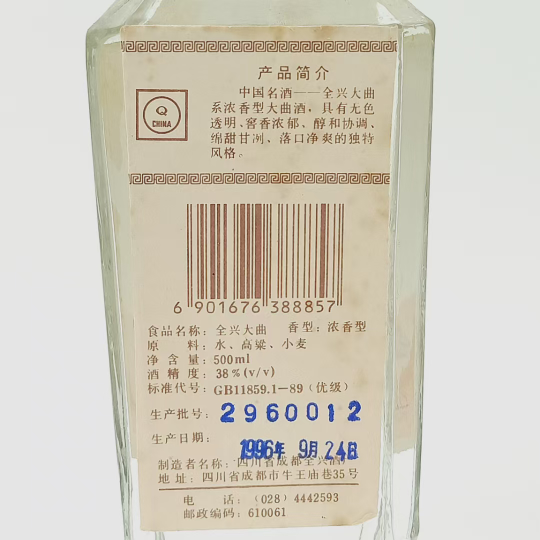 产品简介
Q
CHINA
中国名酒——全兴大曲
系浓香型大曲酒，具有无色
透明、窖香浓郁、醇和协调、
绵甜甘冽、落口净爽的独特
风格。
6 901676 388857
食品名称：全兴大曲 香型：浓香型
原 料：水、高粱、小麦
净含量：500ml
酒精度：38%(v/v)
标准代号：GB11859.1-89（优级）
生产批号：2960012
生产日期：1996年 9月 24日
制造者名称：四川省成都全兴酒厂
地址：四川省成都市牛王庙巷35号
电 话：（028）4442593
邮政编码：610061